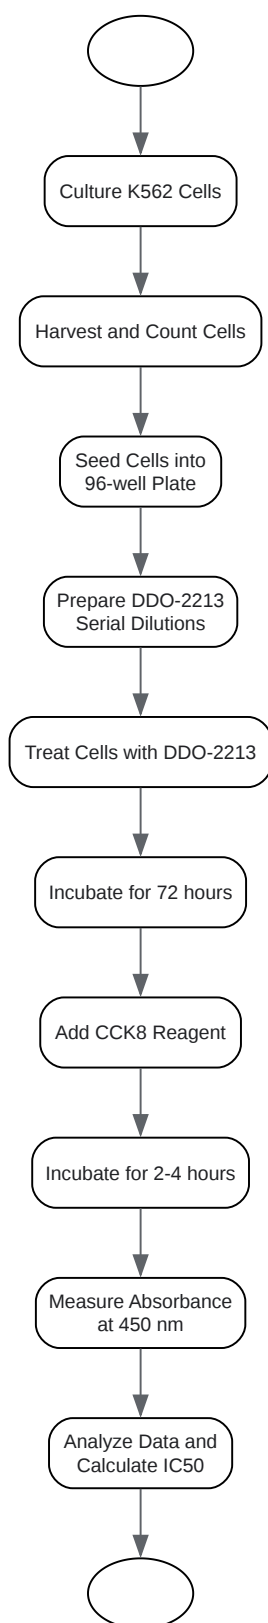 Culture K562 Cells
Harvest and Count Cells
Seed Cells into
96-well Plate
Prepare DDO-2213
Serial Dilutions
Treat Cells with DDO-2213
Incubate for 72 hours
Add CCK8 Reagent
Incubate for 2-4 hours
Measure Absorbance
at 450 nm
Analyze Data and
Calculate IC50